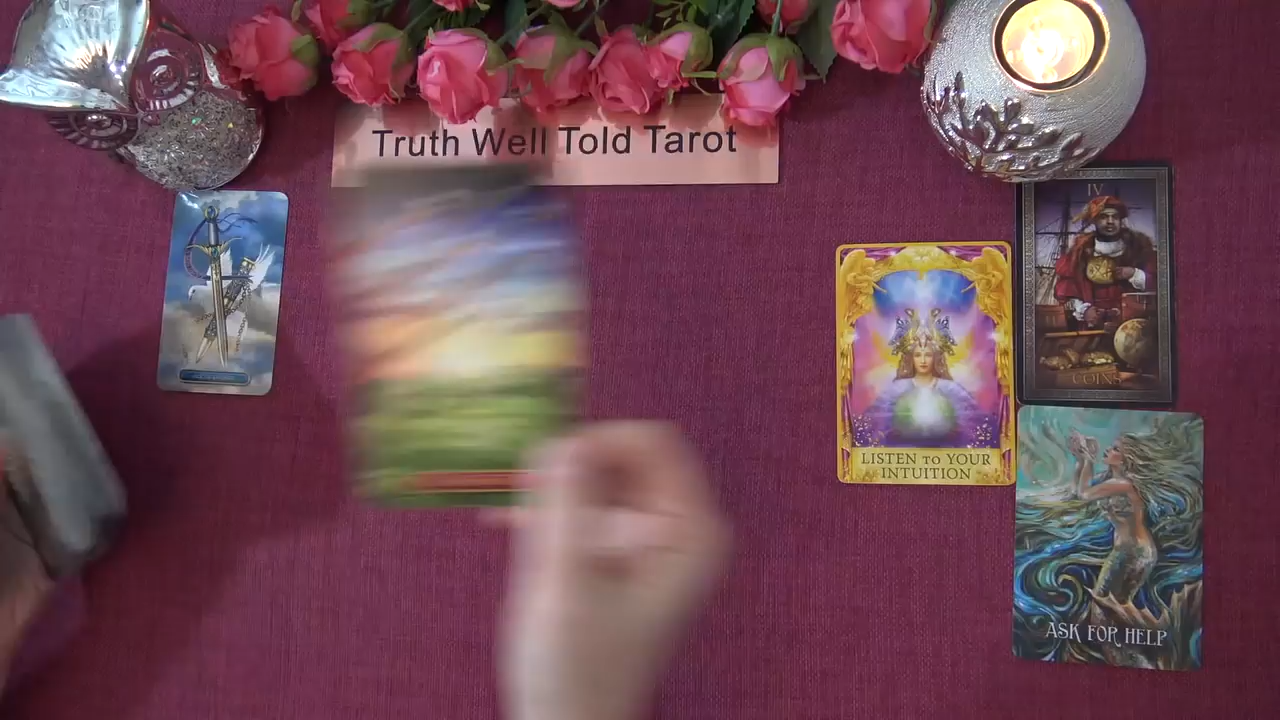 Truth Well Told Tarot
IV
COINS
LISTEN TO YOUR
INTUITION
ASK FOR HELP